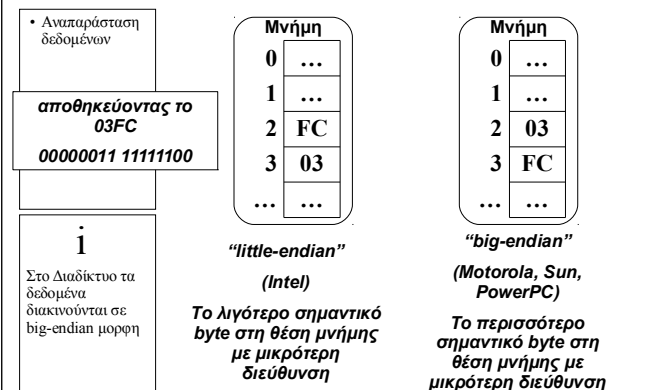 • Αναπαράσταση
δεδομένων
αποθηκεύοντας το
03FC
00000011 11111100
i
Στο Διαδίκτυο τα
δεδομένα
διακινούνται σε
big-endian μορφη
Μνήμη
0 …
1 …
2 FC
3 03
… …
“little-endian”
(Intel)
Το λιγότερο σημαντικό
byte στη θέση μνήμης
με μικρότερη
διεύθυνση
Μνήμη
0 …
1 …
2 03
3 FC
… …
“big-endian”
(Motorola, Sun,
PowerPC)
Το περισσότερο
σημαντικό byte στη
θέση μνήμης με
μικρότερη διεύθυνση